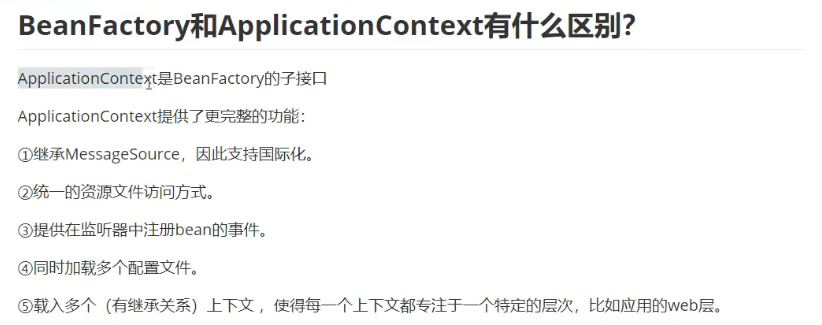 BeanFactory和ApplicationContext有什么区别?
ApplicationContext是BeanFactory的子接口
ApplicationContext提供了更完整的功能：
①继承MessageSource，因此支持国际化。
②统一的资源文件访问方式。
③提供在监听器中注册bean的事件。
④同时加载多个配置文件。
⑤载入多个（有继承关系）上下文 ，使得每一个上下文都专注于一个特定的层次，比如应用的web层。